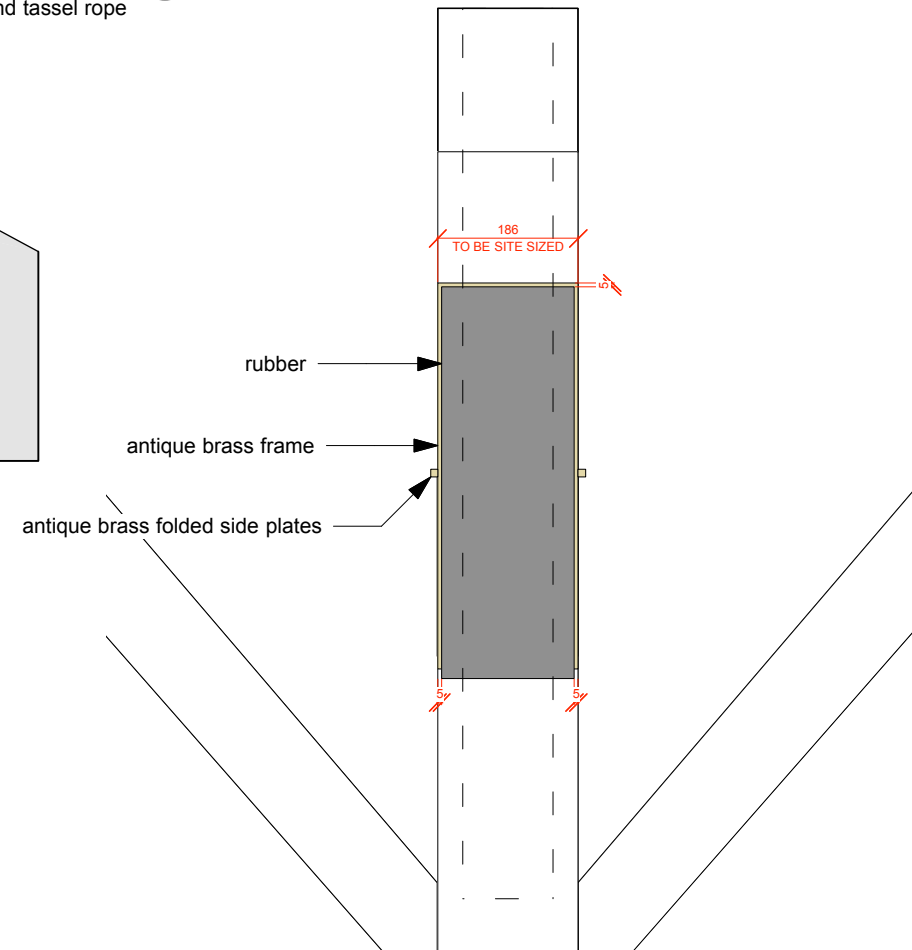 nd tassel rope
186
TO BE SITE SIZED
5
rubber
antique brass frame
antique brass folded side plates
5
5